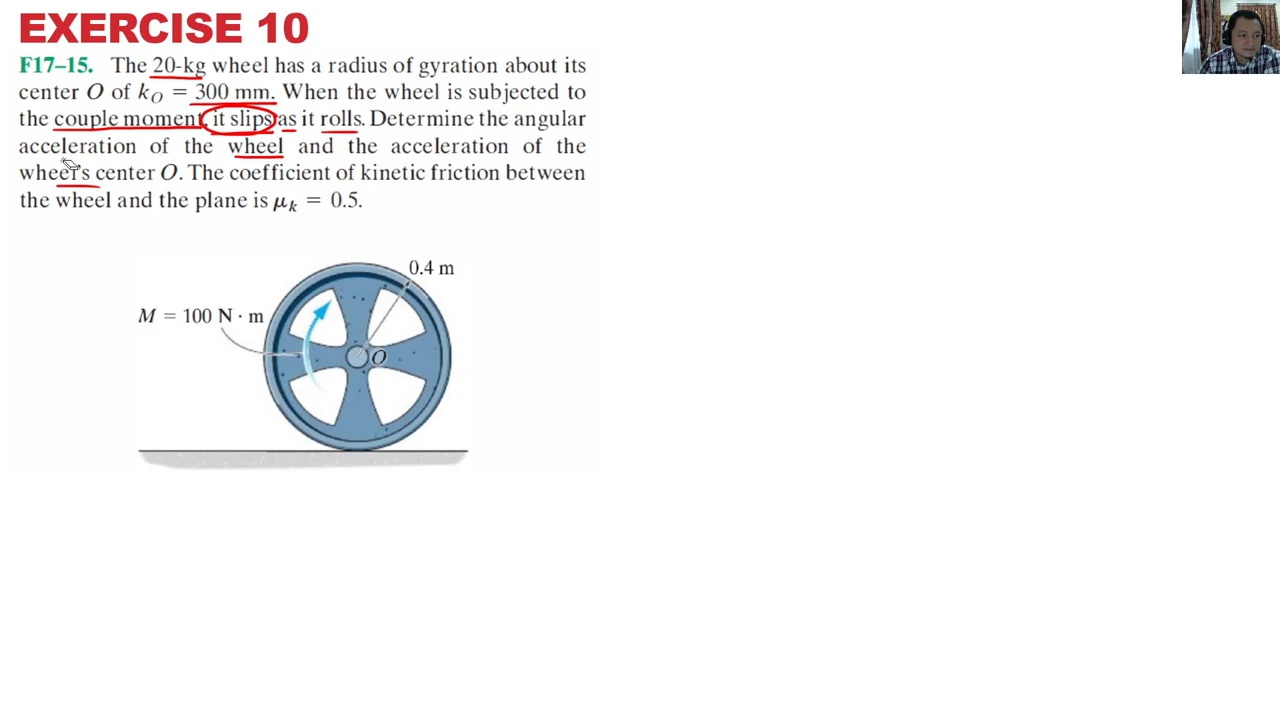 EXERCISE 10
F17–15. The 20-kg wheel has a radius of gyration about its
center O of kO = 300 mm. When the wheel is subjected to
the couple moment, it slips as it rolls. Determine the angular
acceleration of the wheel and the acceleration of the
wheel's center O. The coefficient of kinetic friction between
the wheel and the plane is μk = 0.5.
0.4 m
M = 100 N · m
O